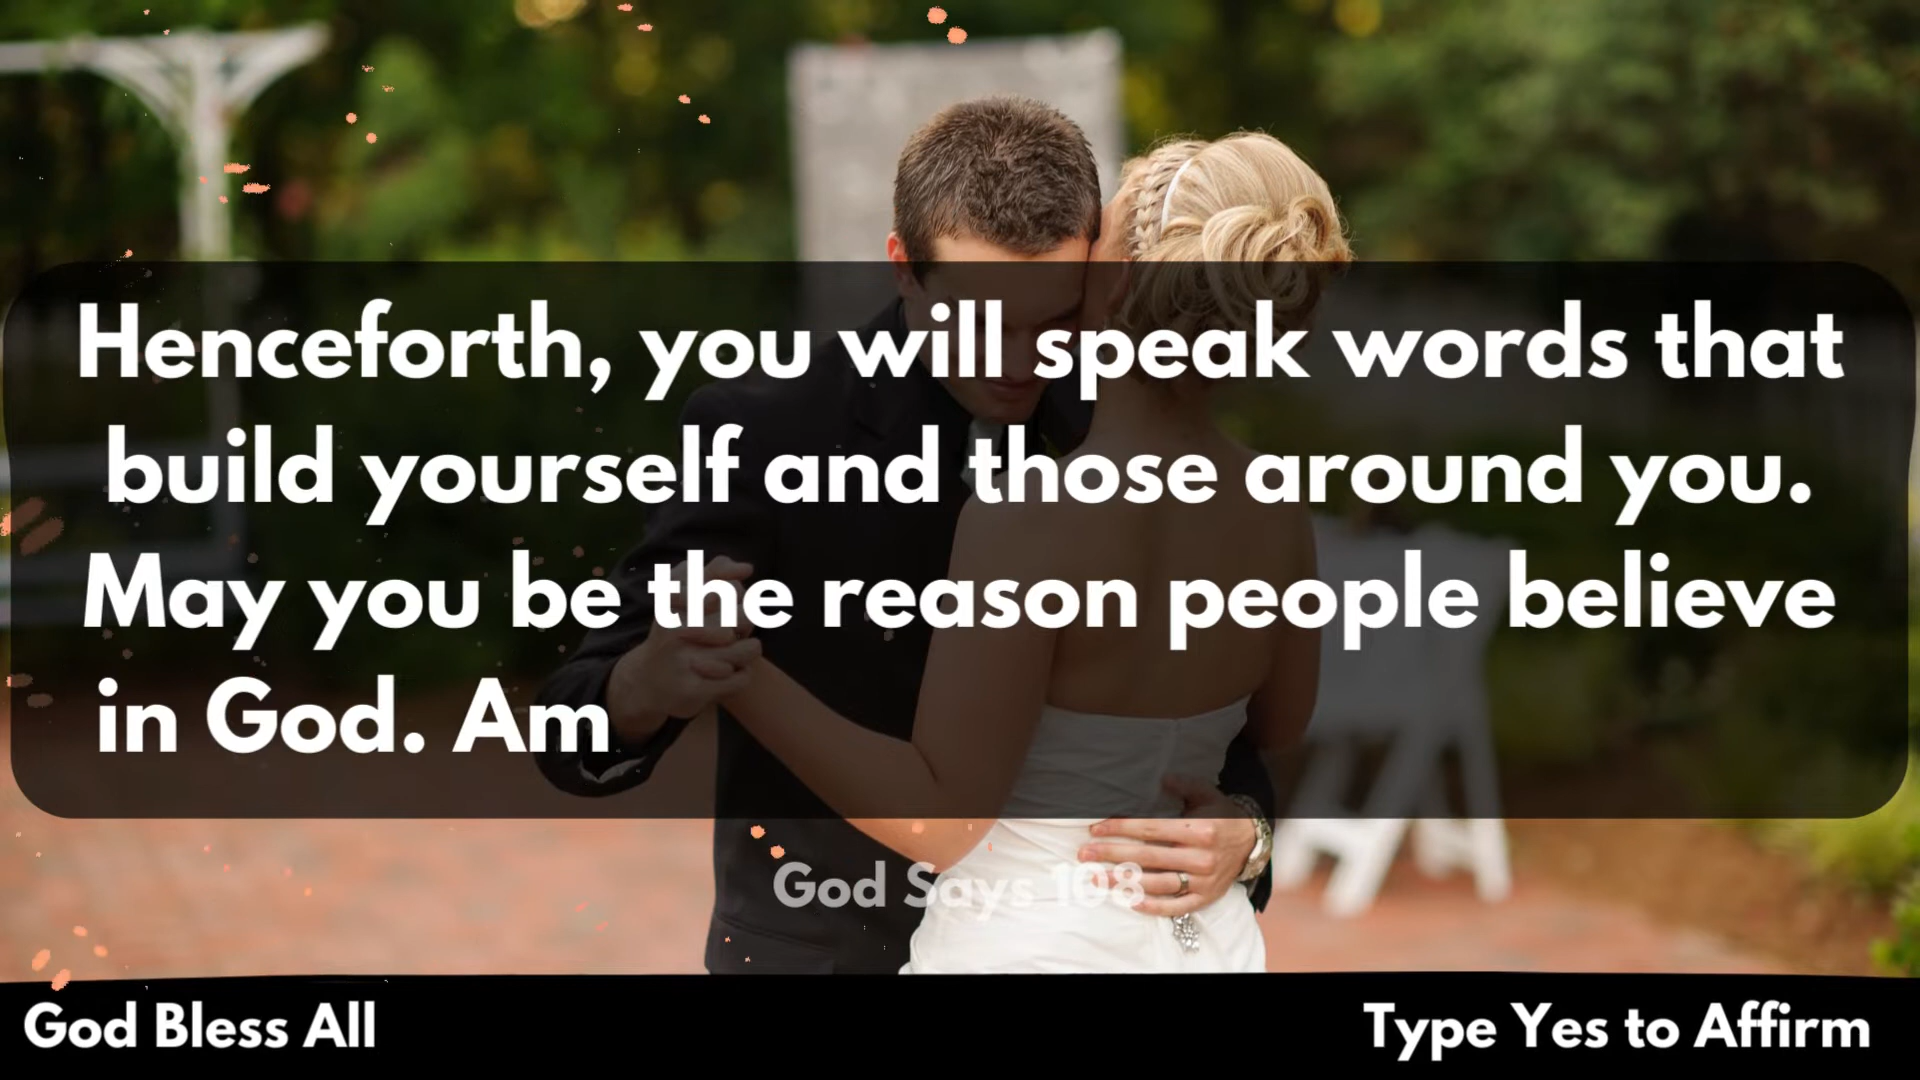 Henceforth, you will speak words that
build yourself and those around you.
May you be the reason people believe
in God. Am
God Says 108
God Bless All
Type Yes to Affirm